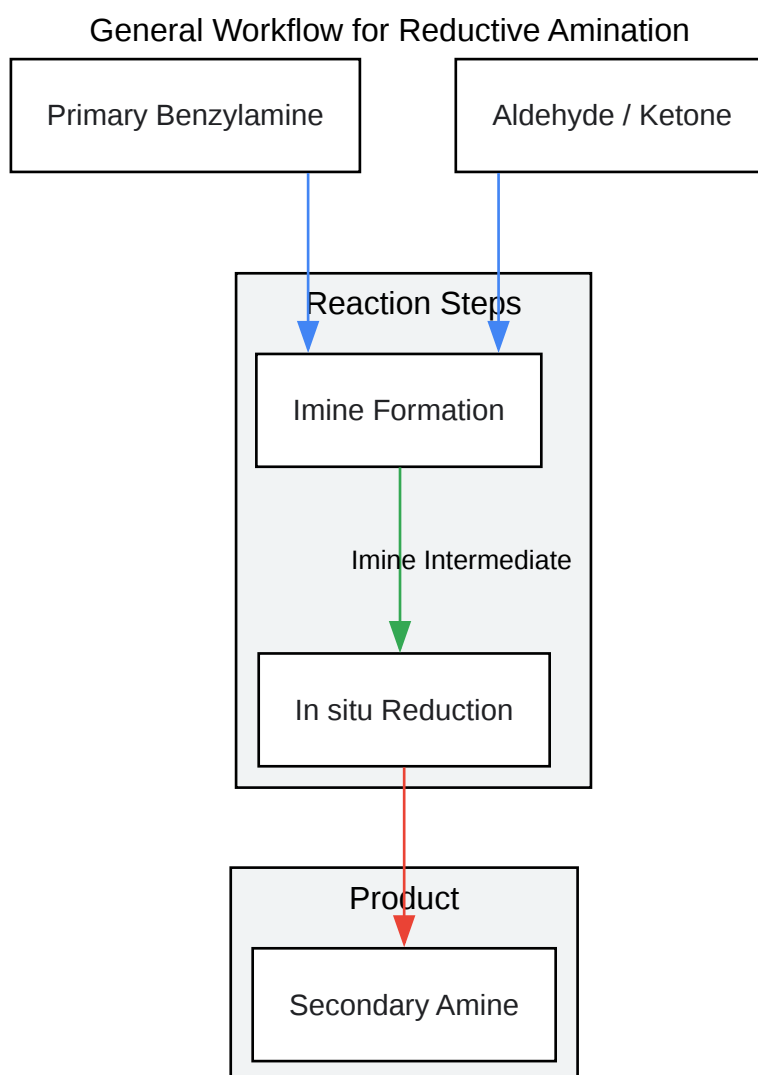 General Workflow for Reductive Amination
Primary Benzylamine
Aldehyde / Ketone
Reaction Steps
Imine Formation
Imine Intermediate
In situ Reduction
Product
Secondary Amine